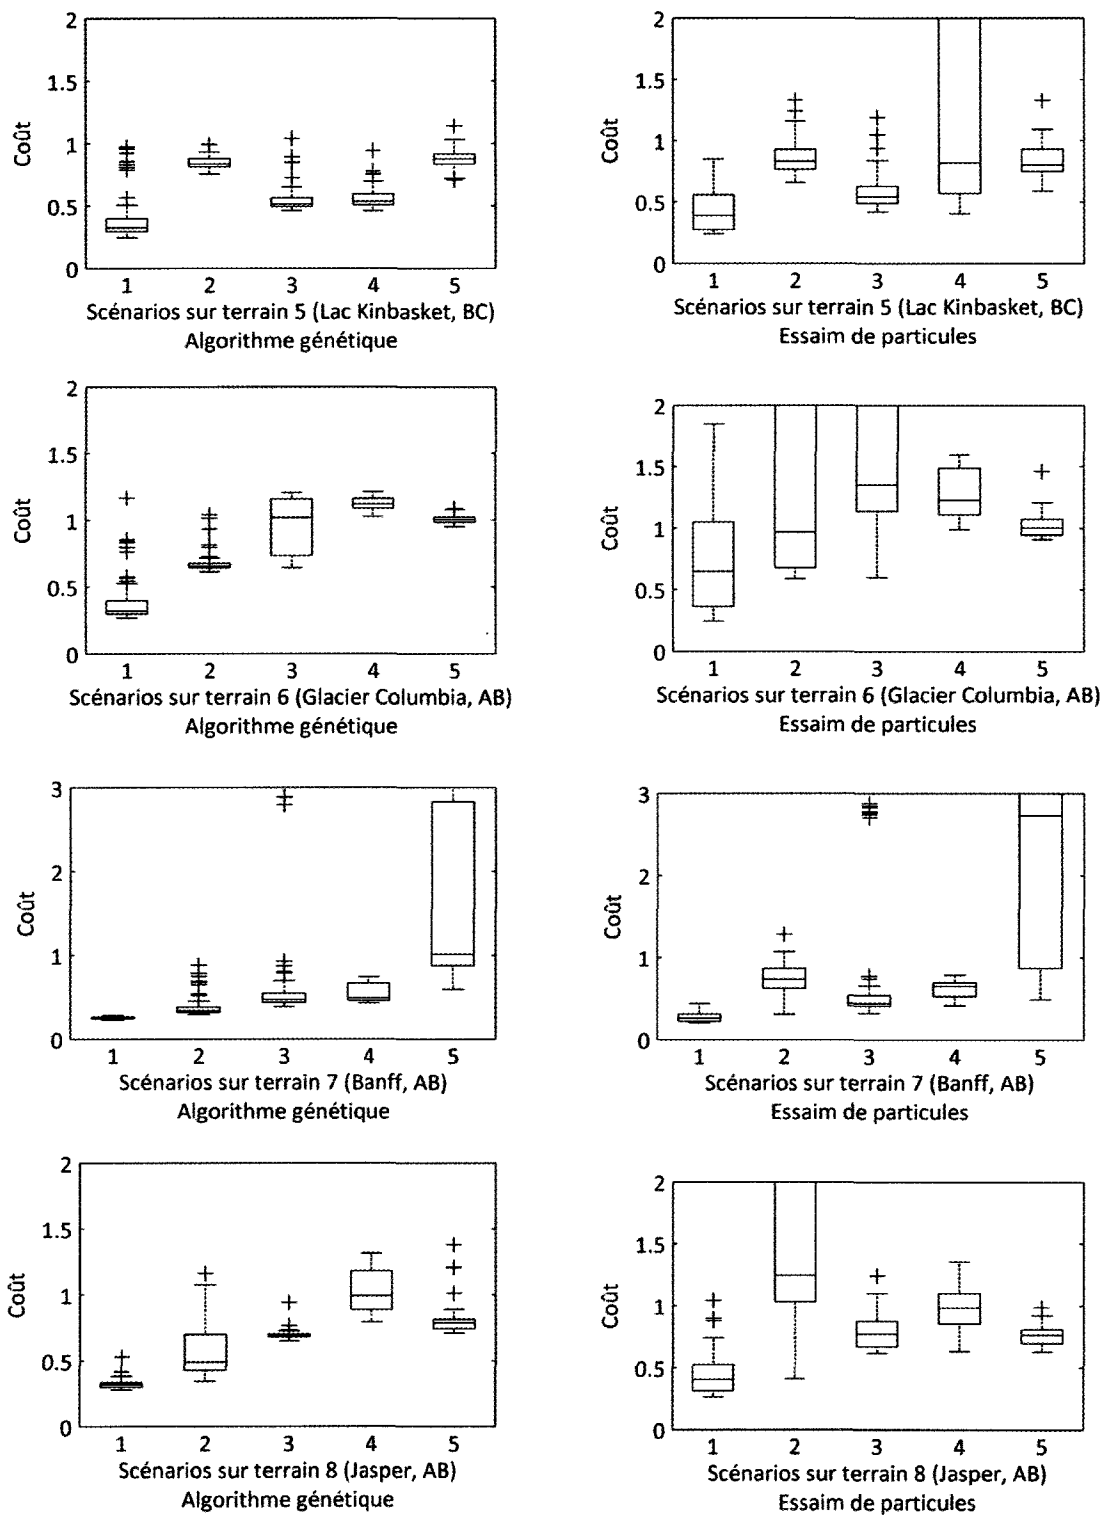 2
1.5
1
0.5
0
Coût
1 2 3 4 5
Scénarios sur terrain 5 (Lac Kinbasket, BC)
Algorithme génétique
2
1.5
1
0.5
0
Coût
1 2 3 4 5
Scénarios sur terrain 5 (Lac Kinbasket, BC)
Essaim de particules
2
1.5
1
0.5
0
Coût
1 2 3 4 5
Scénarios sur terrain 6 (Glacier Columbia, AB)
Algorithme génétique
2
1.5
1
0.5
0
Coût
1 2 3 4 5
Scénarios sur terrain 6 (Glacier Columbia, AB)
Essaim de particules
3
2
1
0
Coût
1 2 3 4 5
Scénarios sur terrain 7 (Banff, AB)
Algorithme génétique
3
2
1
0
Coût
1 2 3 4 5
Scénarios sur terrain 7 (Banff, AB)
Essaim de particules
2
1.5
1
0.5
0
Coût
1 2 3 4 5
Scénarios sur terrain 8 (Jasper, AB)
Algorithme génétique
2
1.5
1
0.5
0
Coût
1 2 3 4 5
Scénarios sur terrain 8 (Jasper, AB)
Essaim de particules